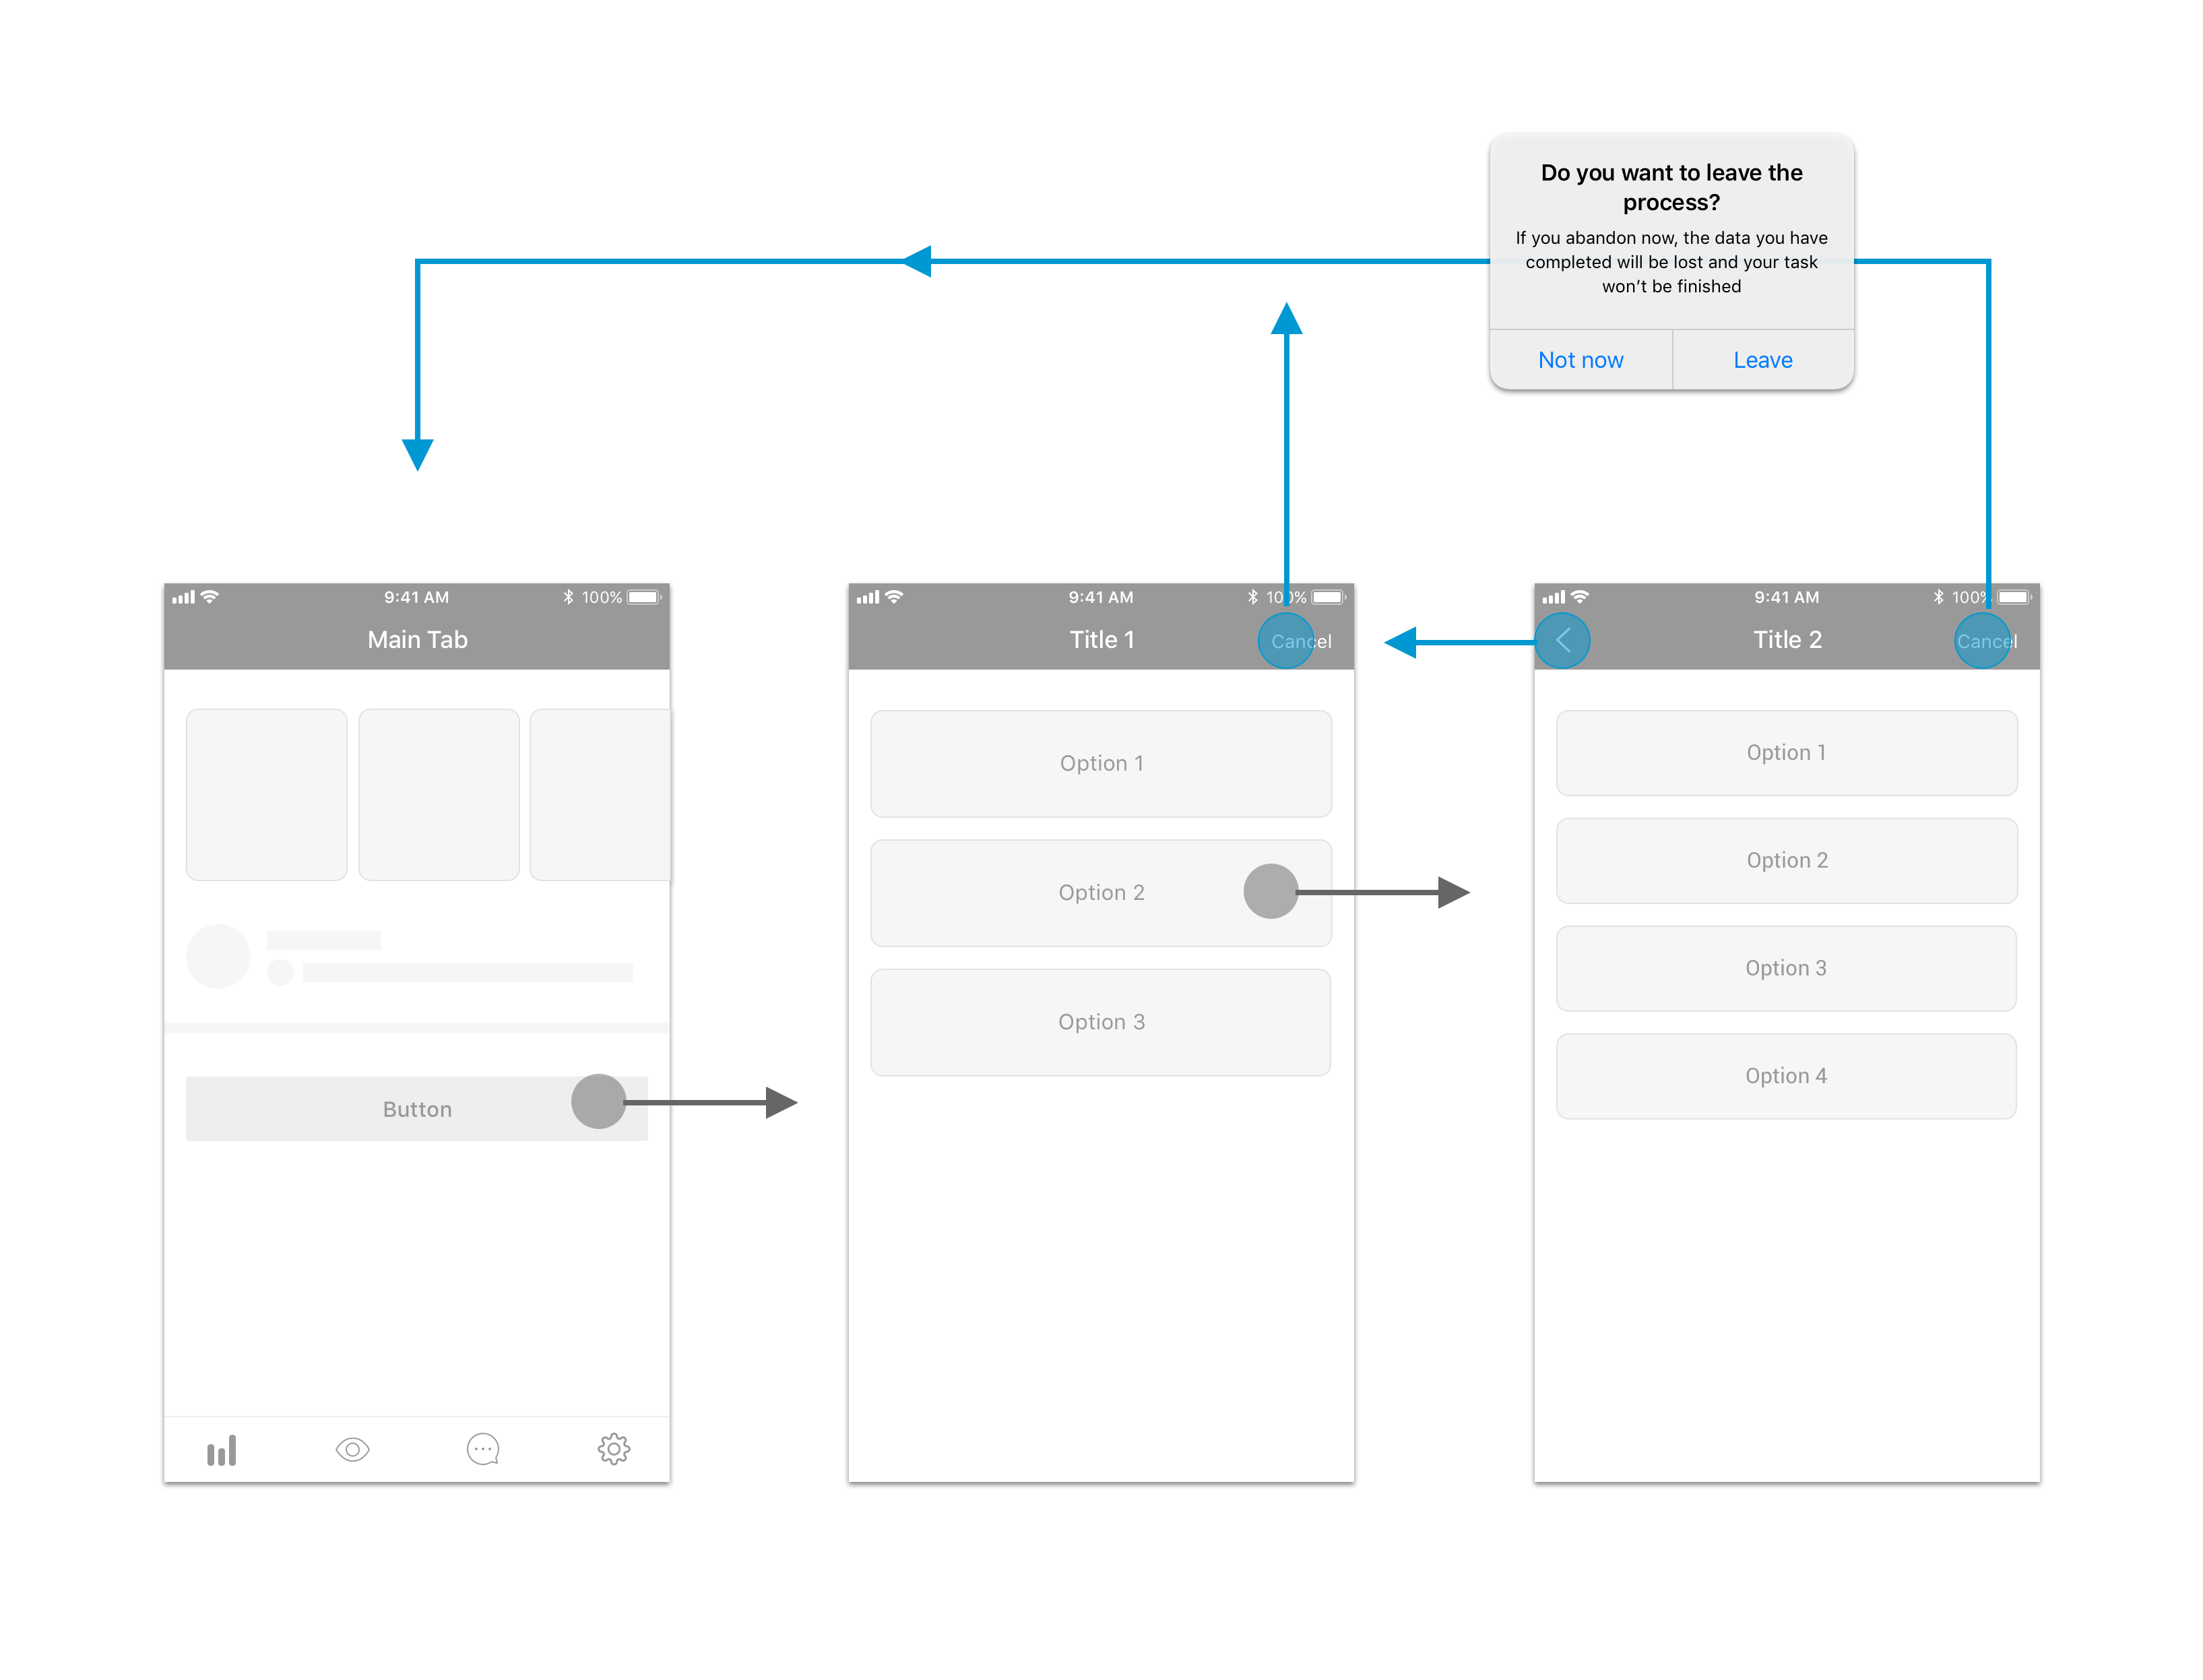 Do you want to leave the
process?
If you abandon now, the data you have
completed will be lost and your task
won’t be finished
Not now
Leave
9:41 AM
100%
Main Tab
Button
9:41 AM
100%
Title 1
Cancel
Option 1
Option 2
Option 3
9:41 AM
100%
Title 2
Cancel
Option 1
Option 2
Option 3
Option 4